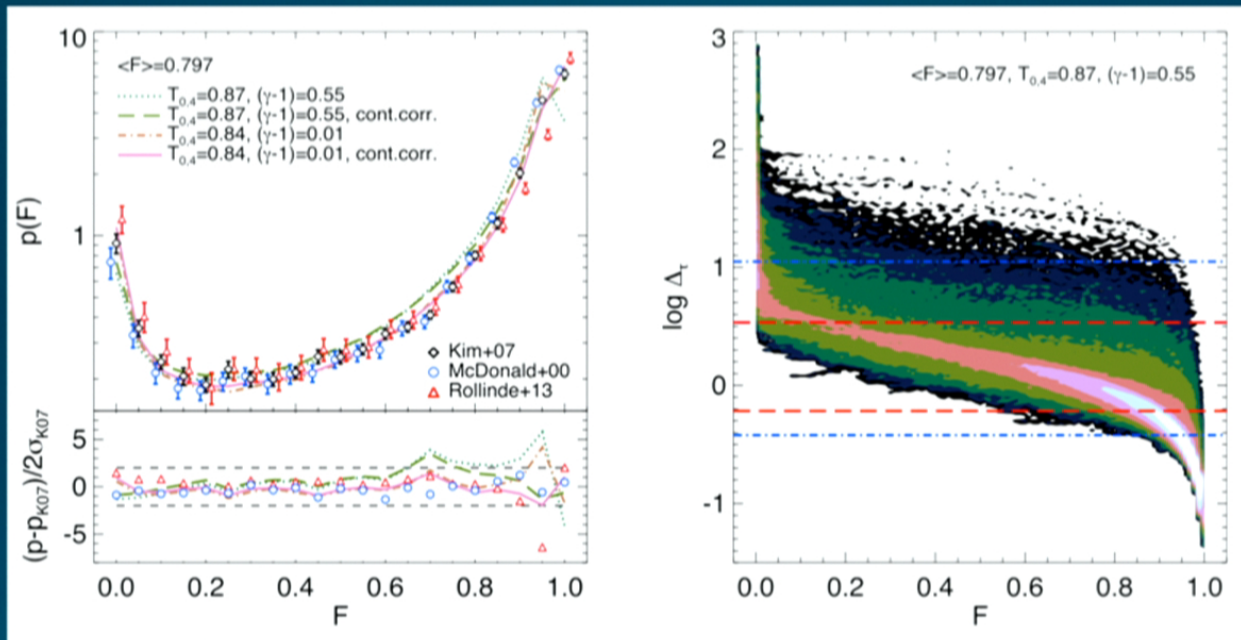 10
1
p(F)
<F>=0.797
T0.4=0.87, (γ-1)=0.55
T0.4=0.87, (γ-1)=0.55, cont.corr.
T0.4=0.84, (γ-1)=0.01
T0.4=0.84, (γ-1)=0.01, cont.corr.
Kim+07
McDonald+00
Rollinde+13
(p-pK07)/2σK07
5
0
-5
0.0 0.2 0.4 0.6 0.8 1.0
F
3
2
1
0
-1
log Δτ
<F>=0.797, T0.4=0.87, (γ-1)=0.55
0.0 0.2 0.4 0.6 0.8 1.0
F